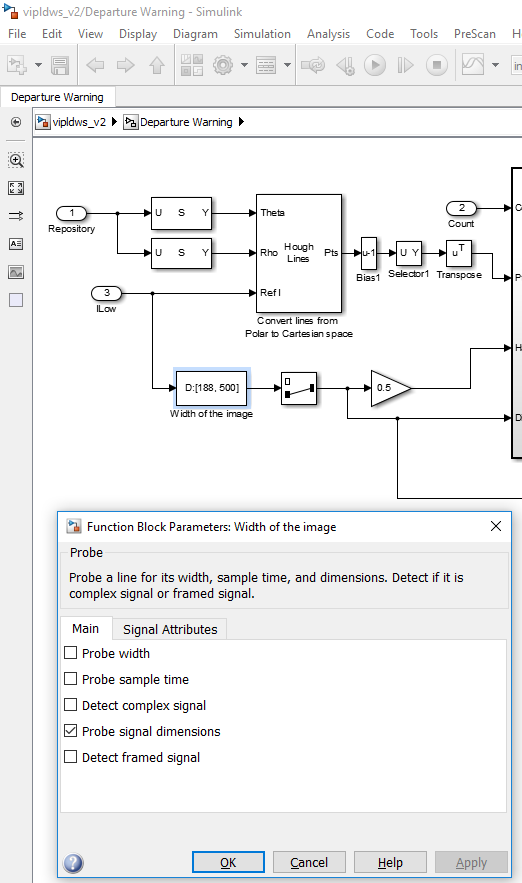 vipldws_v2/Departure Warning - Simulink
File Edit View Display Diagram Simulation Analysis Code Tools PreScan H
in
Departure Warning
vipldws_v2 Departure Warning
1
Repository
U S Y
U S Y
Theta
Rho
Ref I
Hough
Lines
Pts
Convert lines from
Polar to Cartesian space
u-1
Bias1
U Y
Selector1
uT
Transpose
2
Count
3
ILow
D:[188, 500]
Width of the image
0.5
Function Block Parameters: Width of the image
Probe
Probe a line for its width, sample time, and dimensions. Detect if it is
complex signal or framed signal.
Main Signal Attributes
Probe width
Probe sample time
Detect complex signal
Probe signal dimensions
Detect framed signal
OK Cancel Help Apply